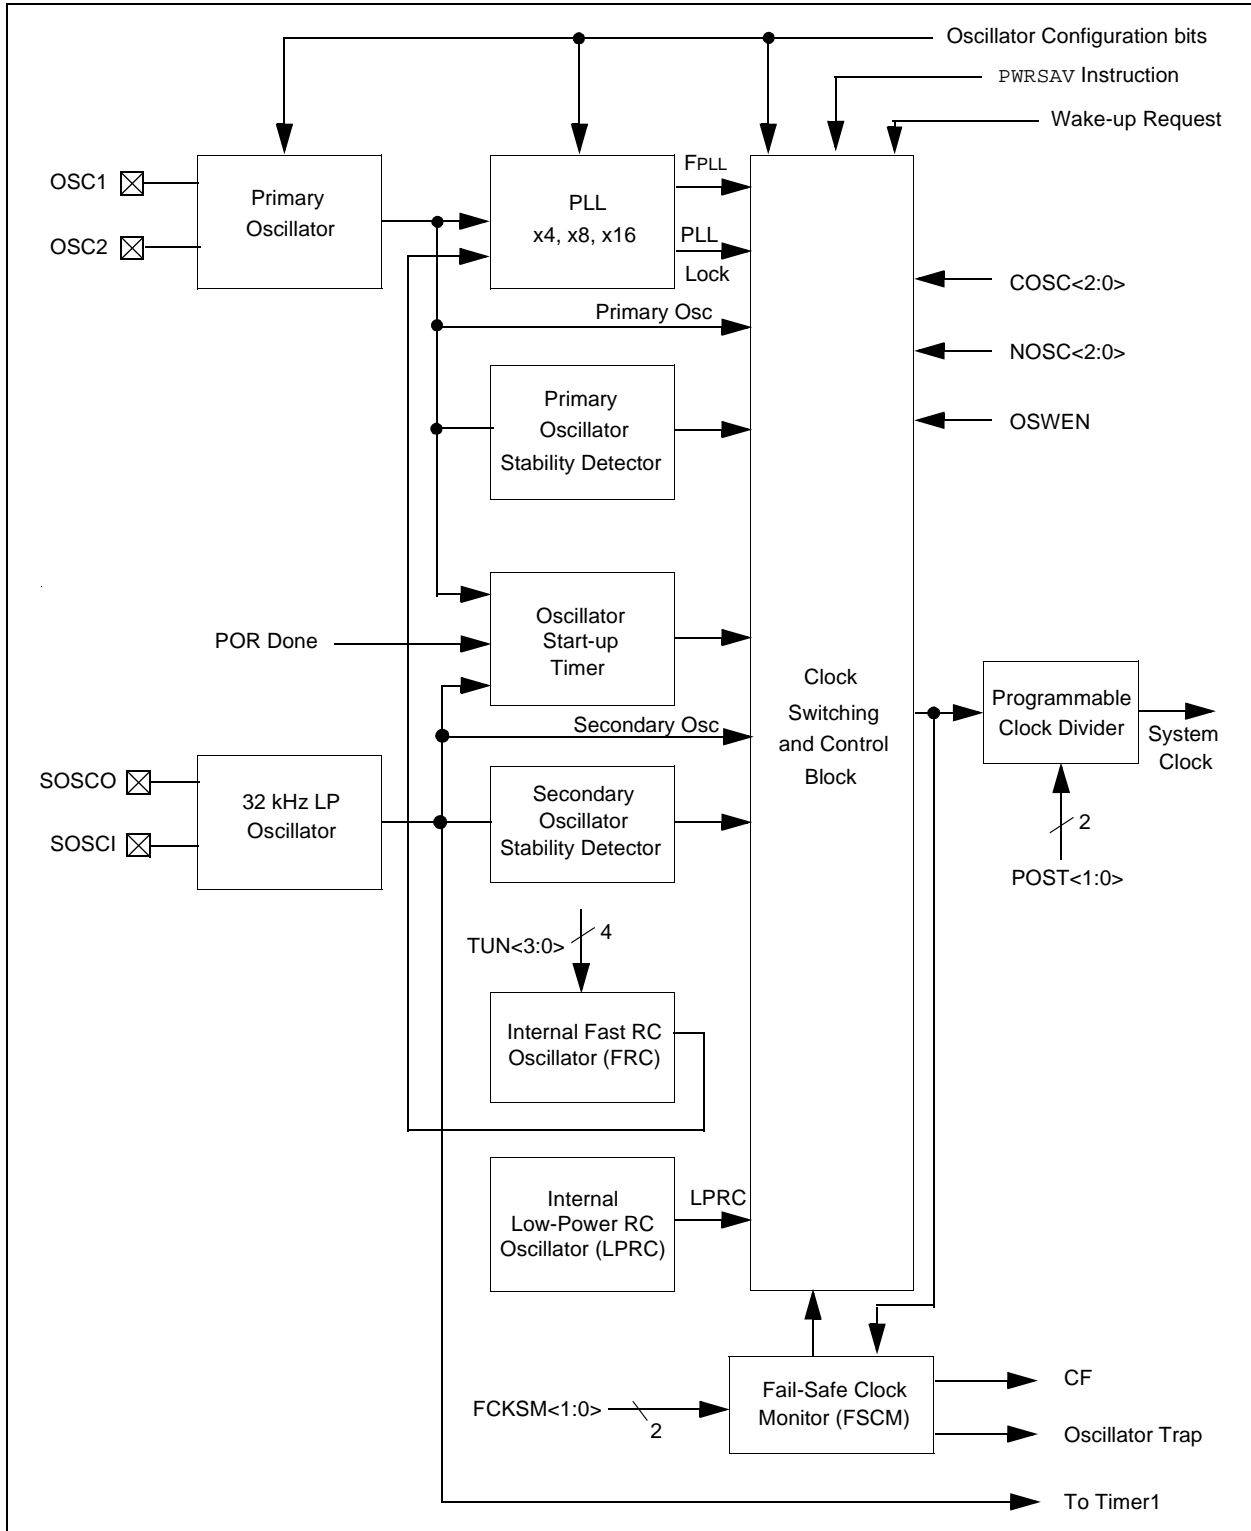 Oscillator Configuration bits
PWRSAV Instruction
Wake-up Request
OSC1
OSC2
Primary
Oscillator
PLL
x4, x8, x16
FPLL
PLL
Lock
COSC<2:0>
Primary Osc
NOSC<2:0>
Primary
Oscillator
Stability Detector
OSWEN
POR Done
Oscillator
Start-up
Timer
Clock
Switching
and Control
Block
Programmable
Clock Divider
System
Clock
Secondary Osc
SOSCO
SOSCI
32 kHz LP
Oscillator
Secondary
Oscillator
Stability Detector
2
POST<1:0>
TUN<3:0>
4
Internal Fast RC
Oscillator (FRC)
Internal
Low-Power RC
Oscillator (LPRC)
LPRC
FCKSM<1:0>
2
Fail-Safe Clock
Monitor (FSCM)
CF
Oscillator Trap
To Timer1